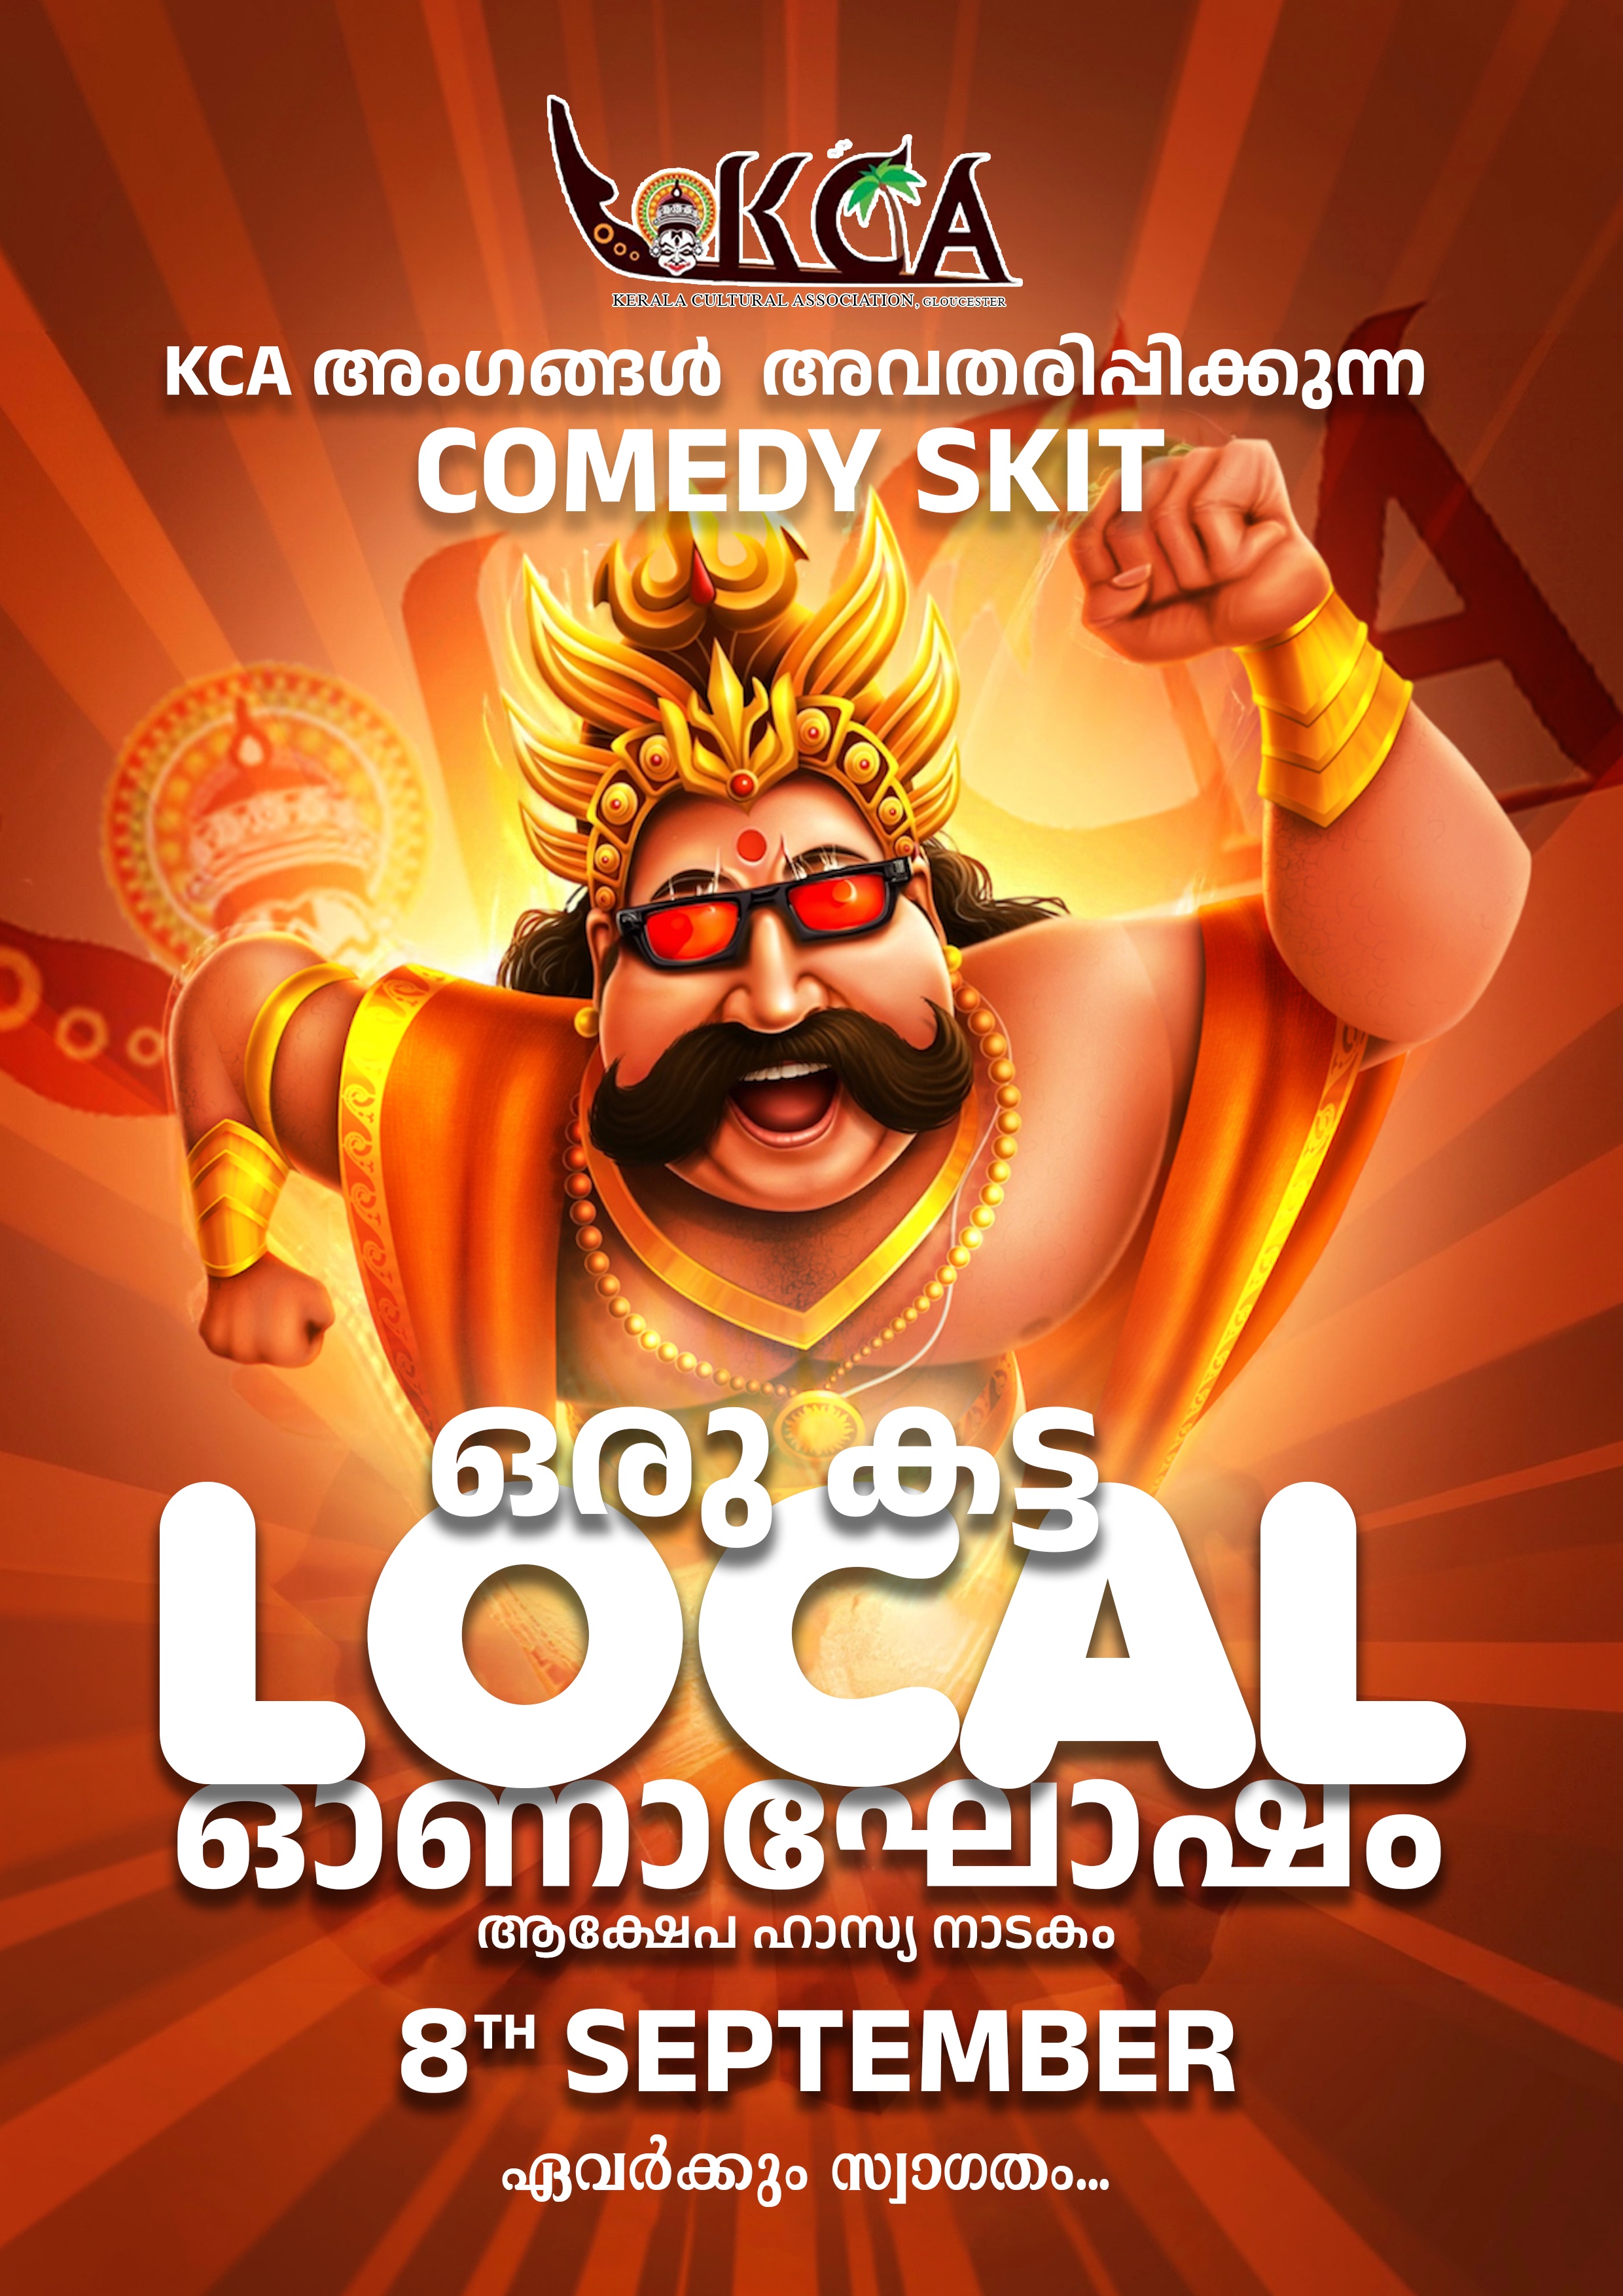 KCA
KERALA CULTURAL ASSOCIATION, GLOUCESTER
KCA അംഗങ്ങൾ അവതരിപ്പിക്കുന്ന
COMEDY SKIT
ഒരു കട്ട
LOCAL
ഓണാഘോഷം
ആക്ഷേപ ഹാസ്യ നാടകം
8TH SEPTEMBER
ഏവർക്കും സ്വാഗതം...